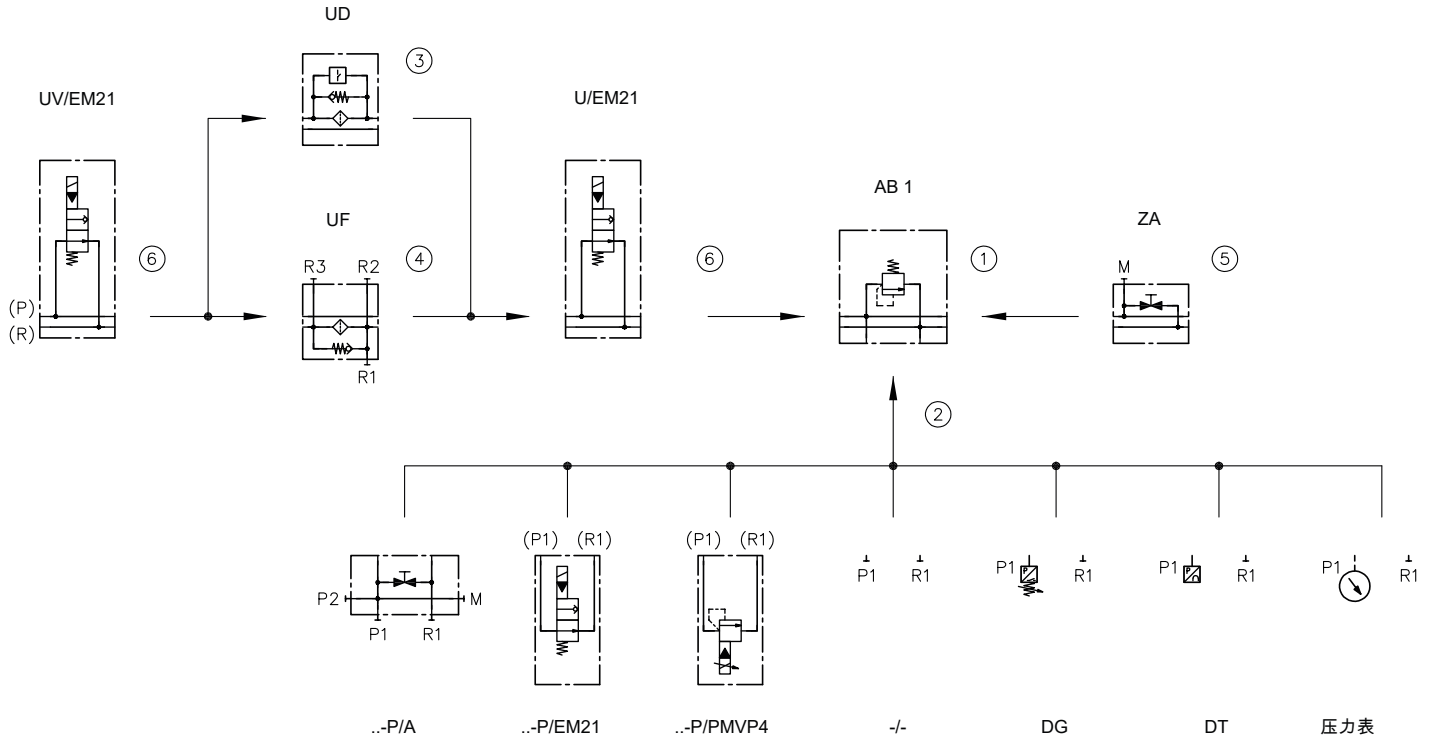 UD
③
UV/EM21
U/EM21
AB 1
UF
ZA
⑥
R3 R2
④
⑥
①
M
⑤
(P)
(R)
R1
②
(P1) (R1)
(P1) (R1)
P1 R1
P1 R1
P1 R1
P1 R1
P
P
P2
M
P1 R1
..-P/A
..-P/EM21
..-P/PMVP4
-/-
DG
DT
压力表